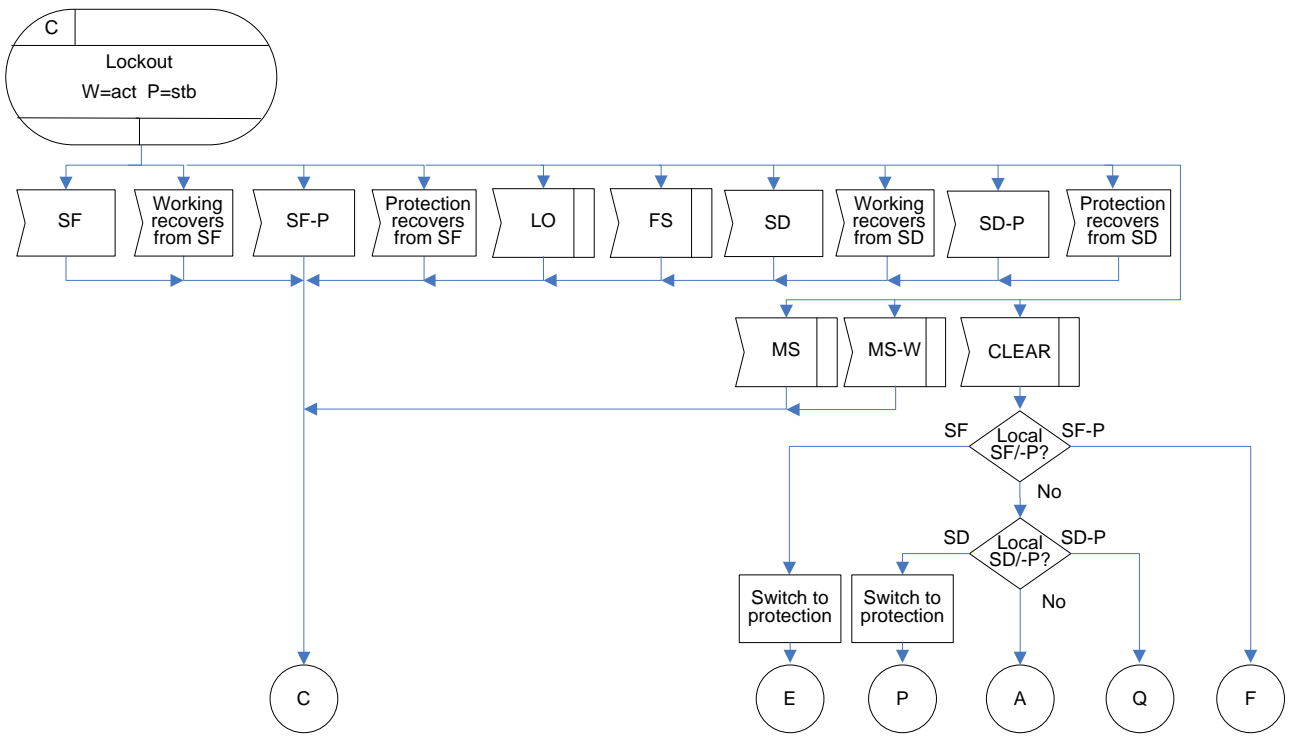 C
Lockout
W=act P=stb
SF
Working
recovers
from SF
SF-P
Protection
recovers
from SF
LO
FS
SD
Working
recovers
from SD
SD-P
Protection
recovers
from SD
MS
MS-W
CLEAR
SF
Local
SF/-P?
SF-P
No
SD
Local
SD/-P?
SD-P
No
Switch to
protection
Switch to
protection
C
E
P
A
Q
F